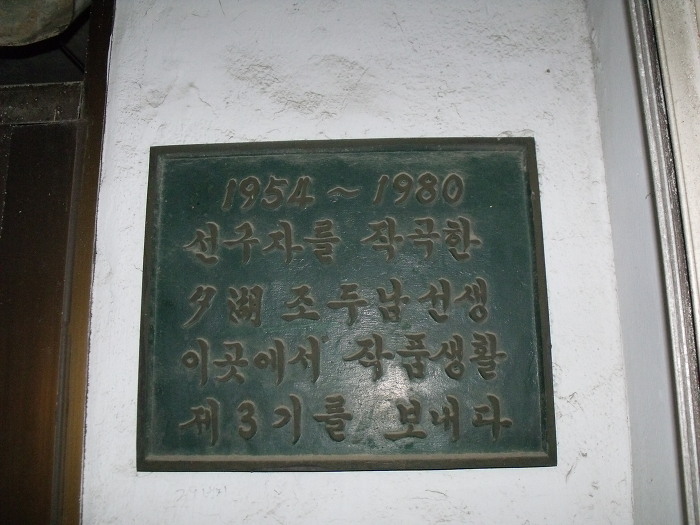 1954 ~ 1980
선구자를 작곡한
夕湖 조두남선생
이곳에서 작품생활
제3기를 보내다